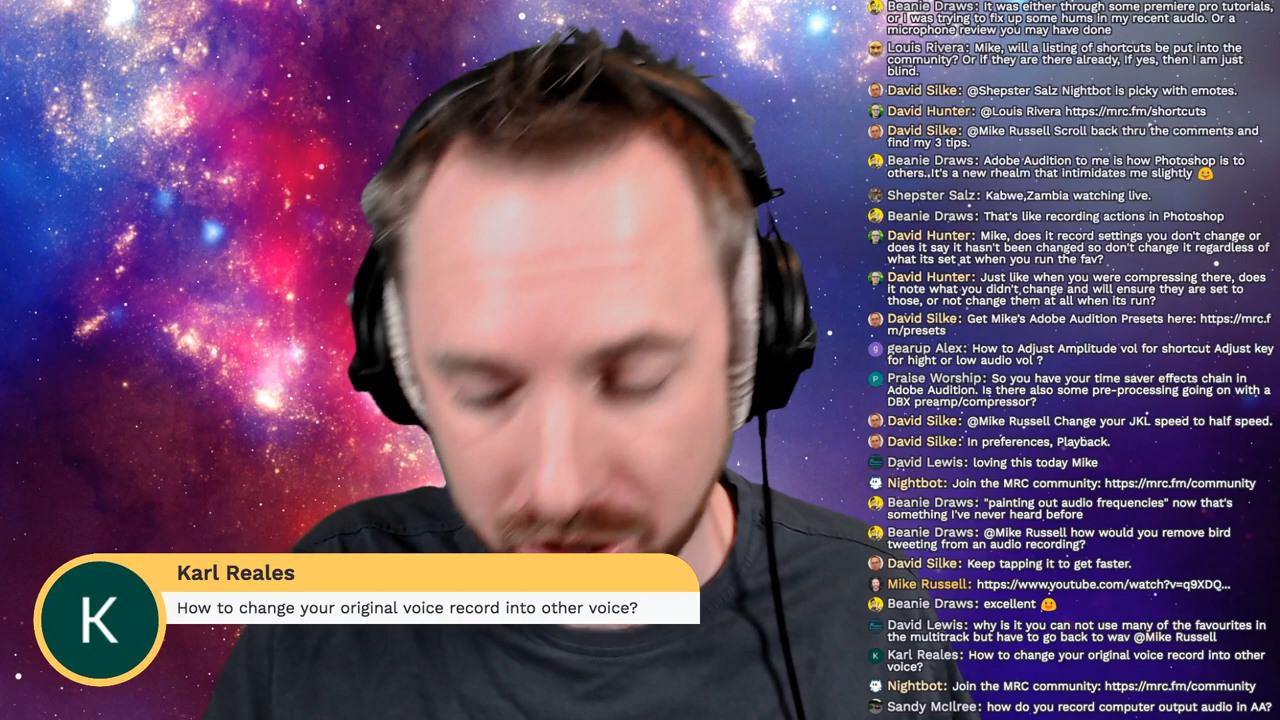 Beanie Draws: It was either through some premiere pro tutorials,
or i was trying to fix up some hums in my recent audio. Or a
microphone review you may have done
Louis Rivera: Mike, will a listing of shortcuts be put into the
community? Or if they are there already, If yes, then I am just
blind.
David Silke: @Shepster Salz Nightbot is picky with emotes.
David Hunter: @Louis Rivera https://mrc.fm/shortcuts
David Silke: @Mike Russell Scroll back thru the comments and
find my 3 tips.
Beanie Draws: Adobe Audition to me is how Photoshop is to
others..It's a new rhealm that intimidates me slightly
Shepster Salz: Kabwe,Zambia watching live.
Beanie Draws: That's like recording actions in Photoshop
David Hunter: Mike, does it record settings you don't change or
does it say it hasn't been changed so don't change it regardless of
what its set at when you run the fav?
David Hunter: Just like when you were compressing there, does
it note what you didn't change and will ensure they are set to
those, or not change them at all when its run?
David Silke: Get Mike's Adobe Audition Presets here: https://mrc.f
m/presets
g gearup Alex: How to Adjust Amplitude vol for shortcut Adjust key
for hight or low audio vol ?
P Praise Worship: So you have your time saver effects chain in
Adobe Audition. Is there also some pre-processing going on with a
DBX preamp/compressor?
David Silke: @Mike Russell Change your JKL speed to half speed.
David Silke: In preferences, Playback.
David Lewis: loving this today Mike
Nightbot: Join the MRC community: https://mrc.fm/community
Beanie Draws: "painting out audio frequencies" now that's
something I've never heard before
Beanie Draws: @Mike Russell how would you remove bird
tweeting from an audio recording?
David Silke: Keep tapping it to get faster.
Mike Russell: https://www.youtube.com/watch?v=q9XDQ...
Beanie Draws: excellent
David Lewis: why is it you can not use many of the favourites in
the multitrack but have to go back to wav @Mike Russell
K Karl Reales: How to change your original voice record into other
voice?
Nightbot: Join the MRC community: https://mrc.fm/community
Sandy McIlree: how do you record computer output audio in AA?
K
Karl Reales
How to change your original voice record into other voice?